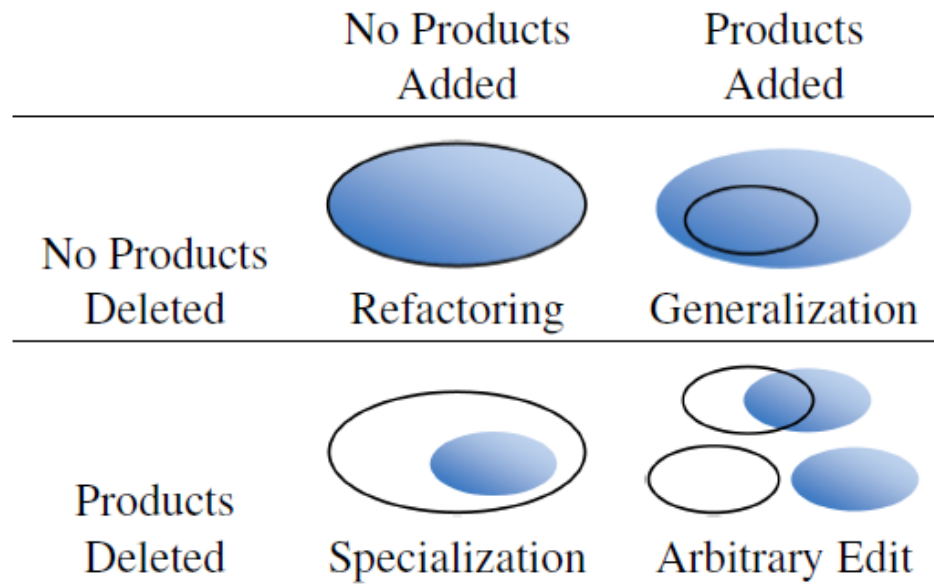 No Products
Added
Products
Added
No Products
Deleted
Refactoring
Generalization
Products
Deleted
Specialization
Arbitrary Edit